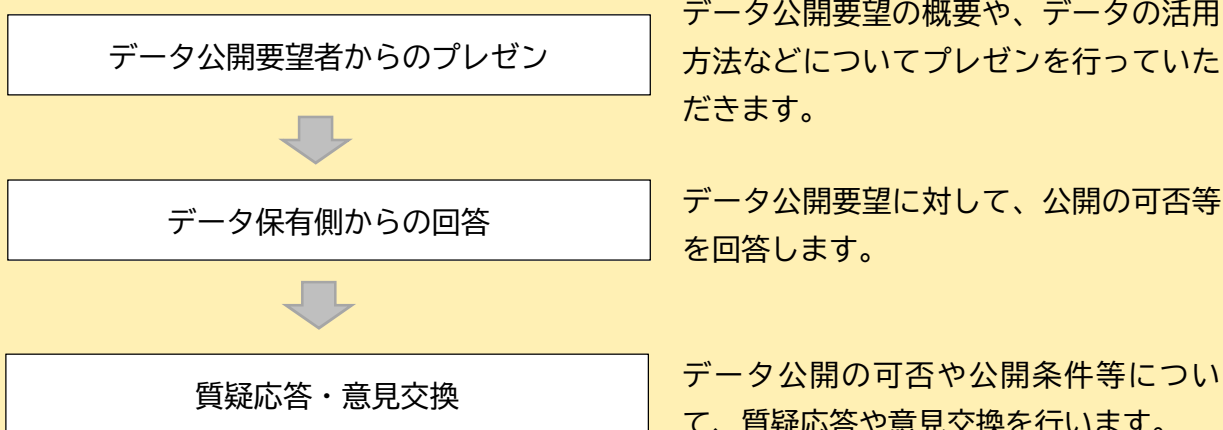 データ公開要望の概要や、データの活用
データ公開要望者からのプレゼン
方法などについてプレゼンを行っていた
だきます。
データ公開要望に対して、公開の可否等
データ保有側からの回答
を回答します。
データ公開の可否や公開条件等につい
質疑応答・意見交換
て、質疑応答や意見交換を行います。